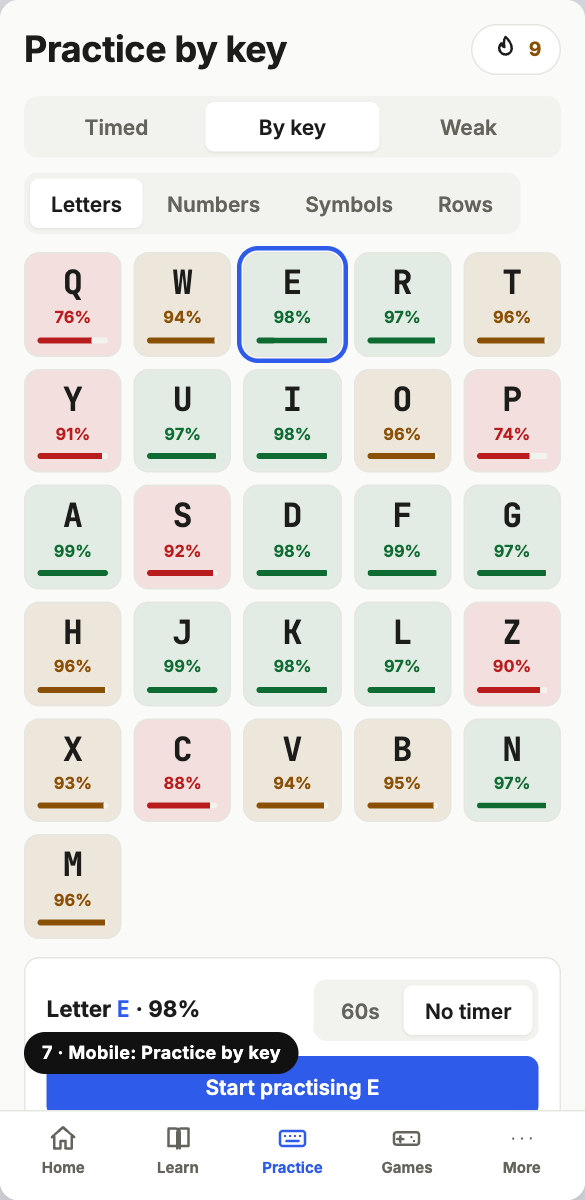 Practice by key
9
Timed By key Weak
Letters Numbers Symbols Rows
Q W E R T
76% 94% 98% 97% 96%
Y U I O P
91% 97% 98% 96% 74%
A S D F G
99% 92% 98% 99% 97%
H J K L Z
96% 99% 98% 97% 90%
X C V B N
93% 88% 94% 95% 97%
M
96%
Letter E · 98% 60s No timer
7 · Mobile: Practice by key
Start practising E
Home Learn Practice Games More